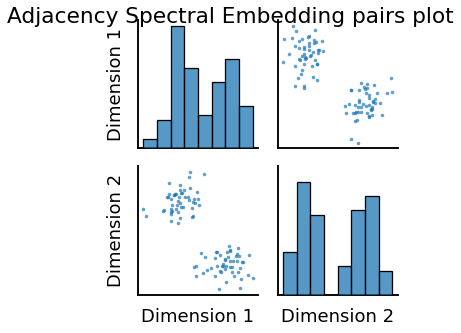 Adjacency Spectral Embedding pairs plot
Dimension 1
Dimension 2
Dimension 1
Dimension 2